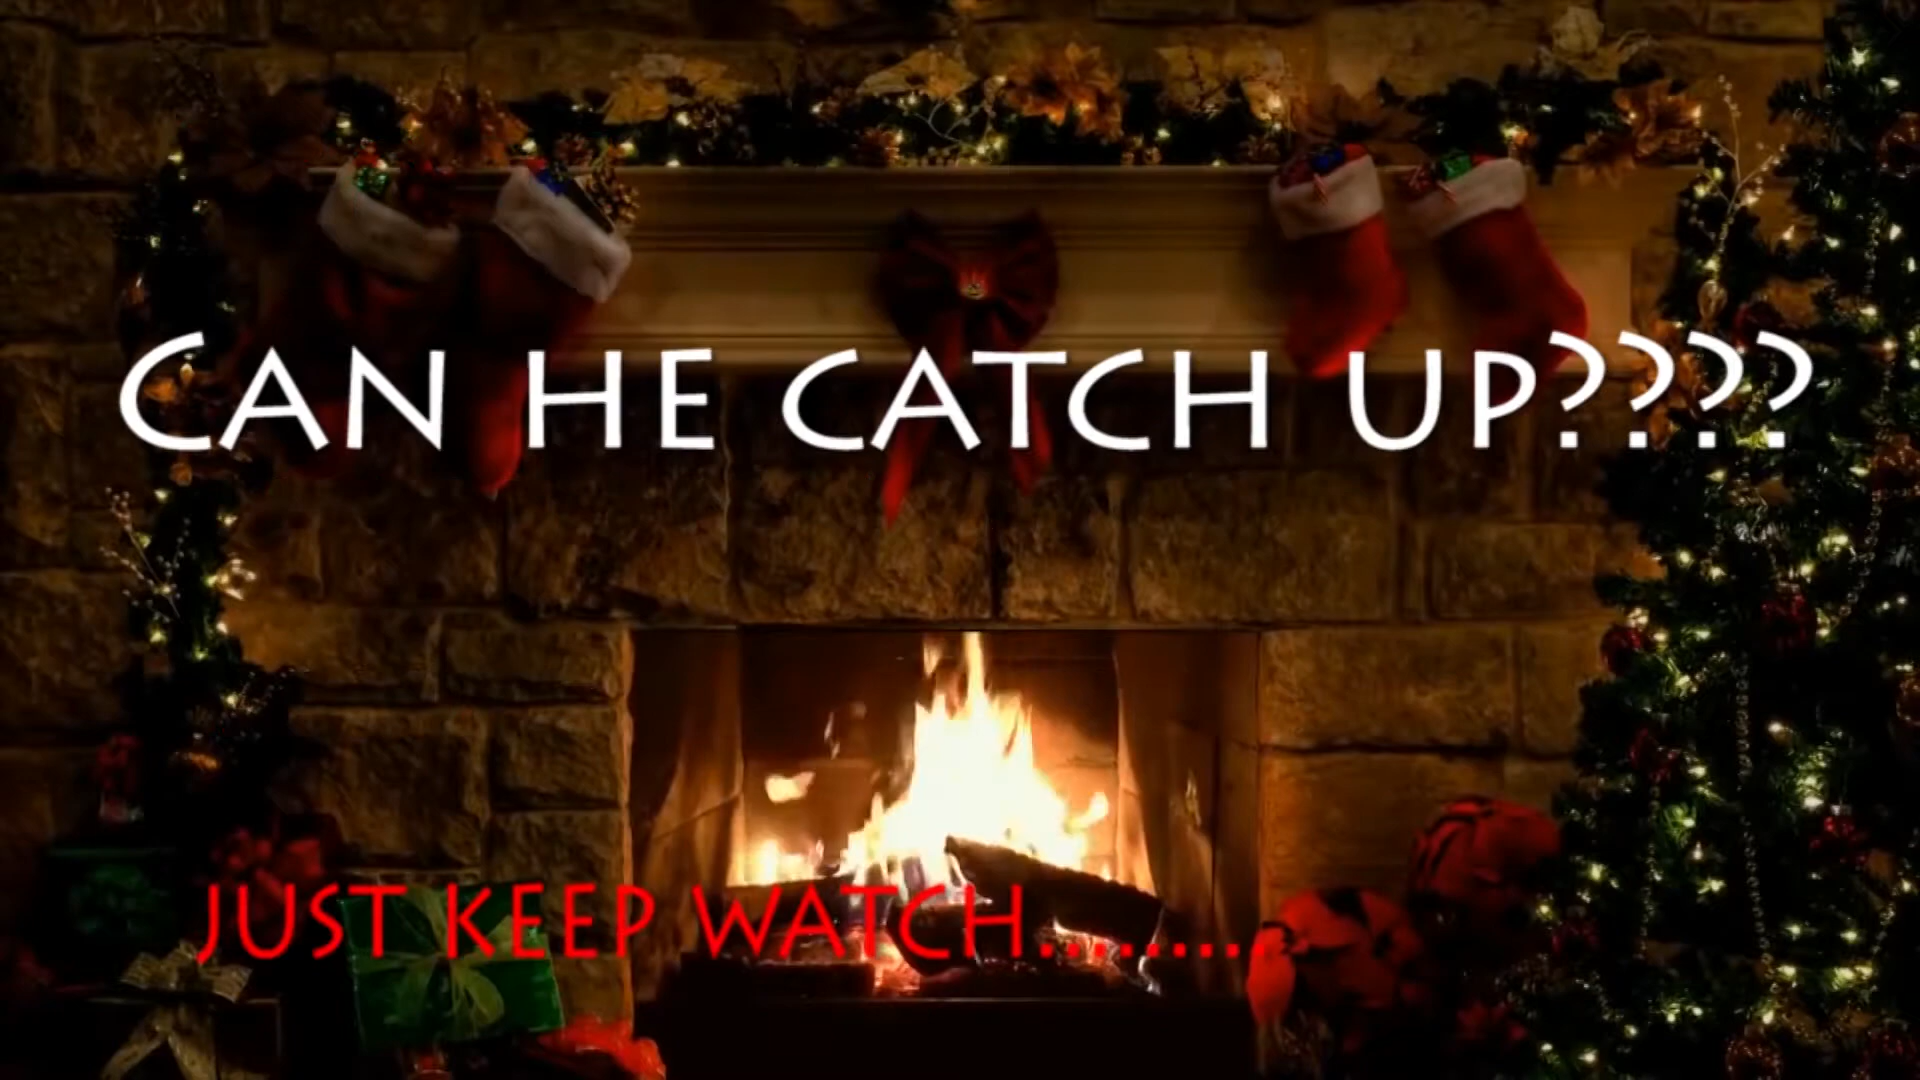 CAN HE CATCH UP????
JUST KEEP WATCH.........